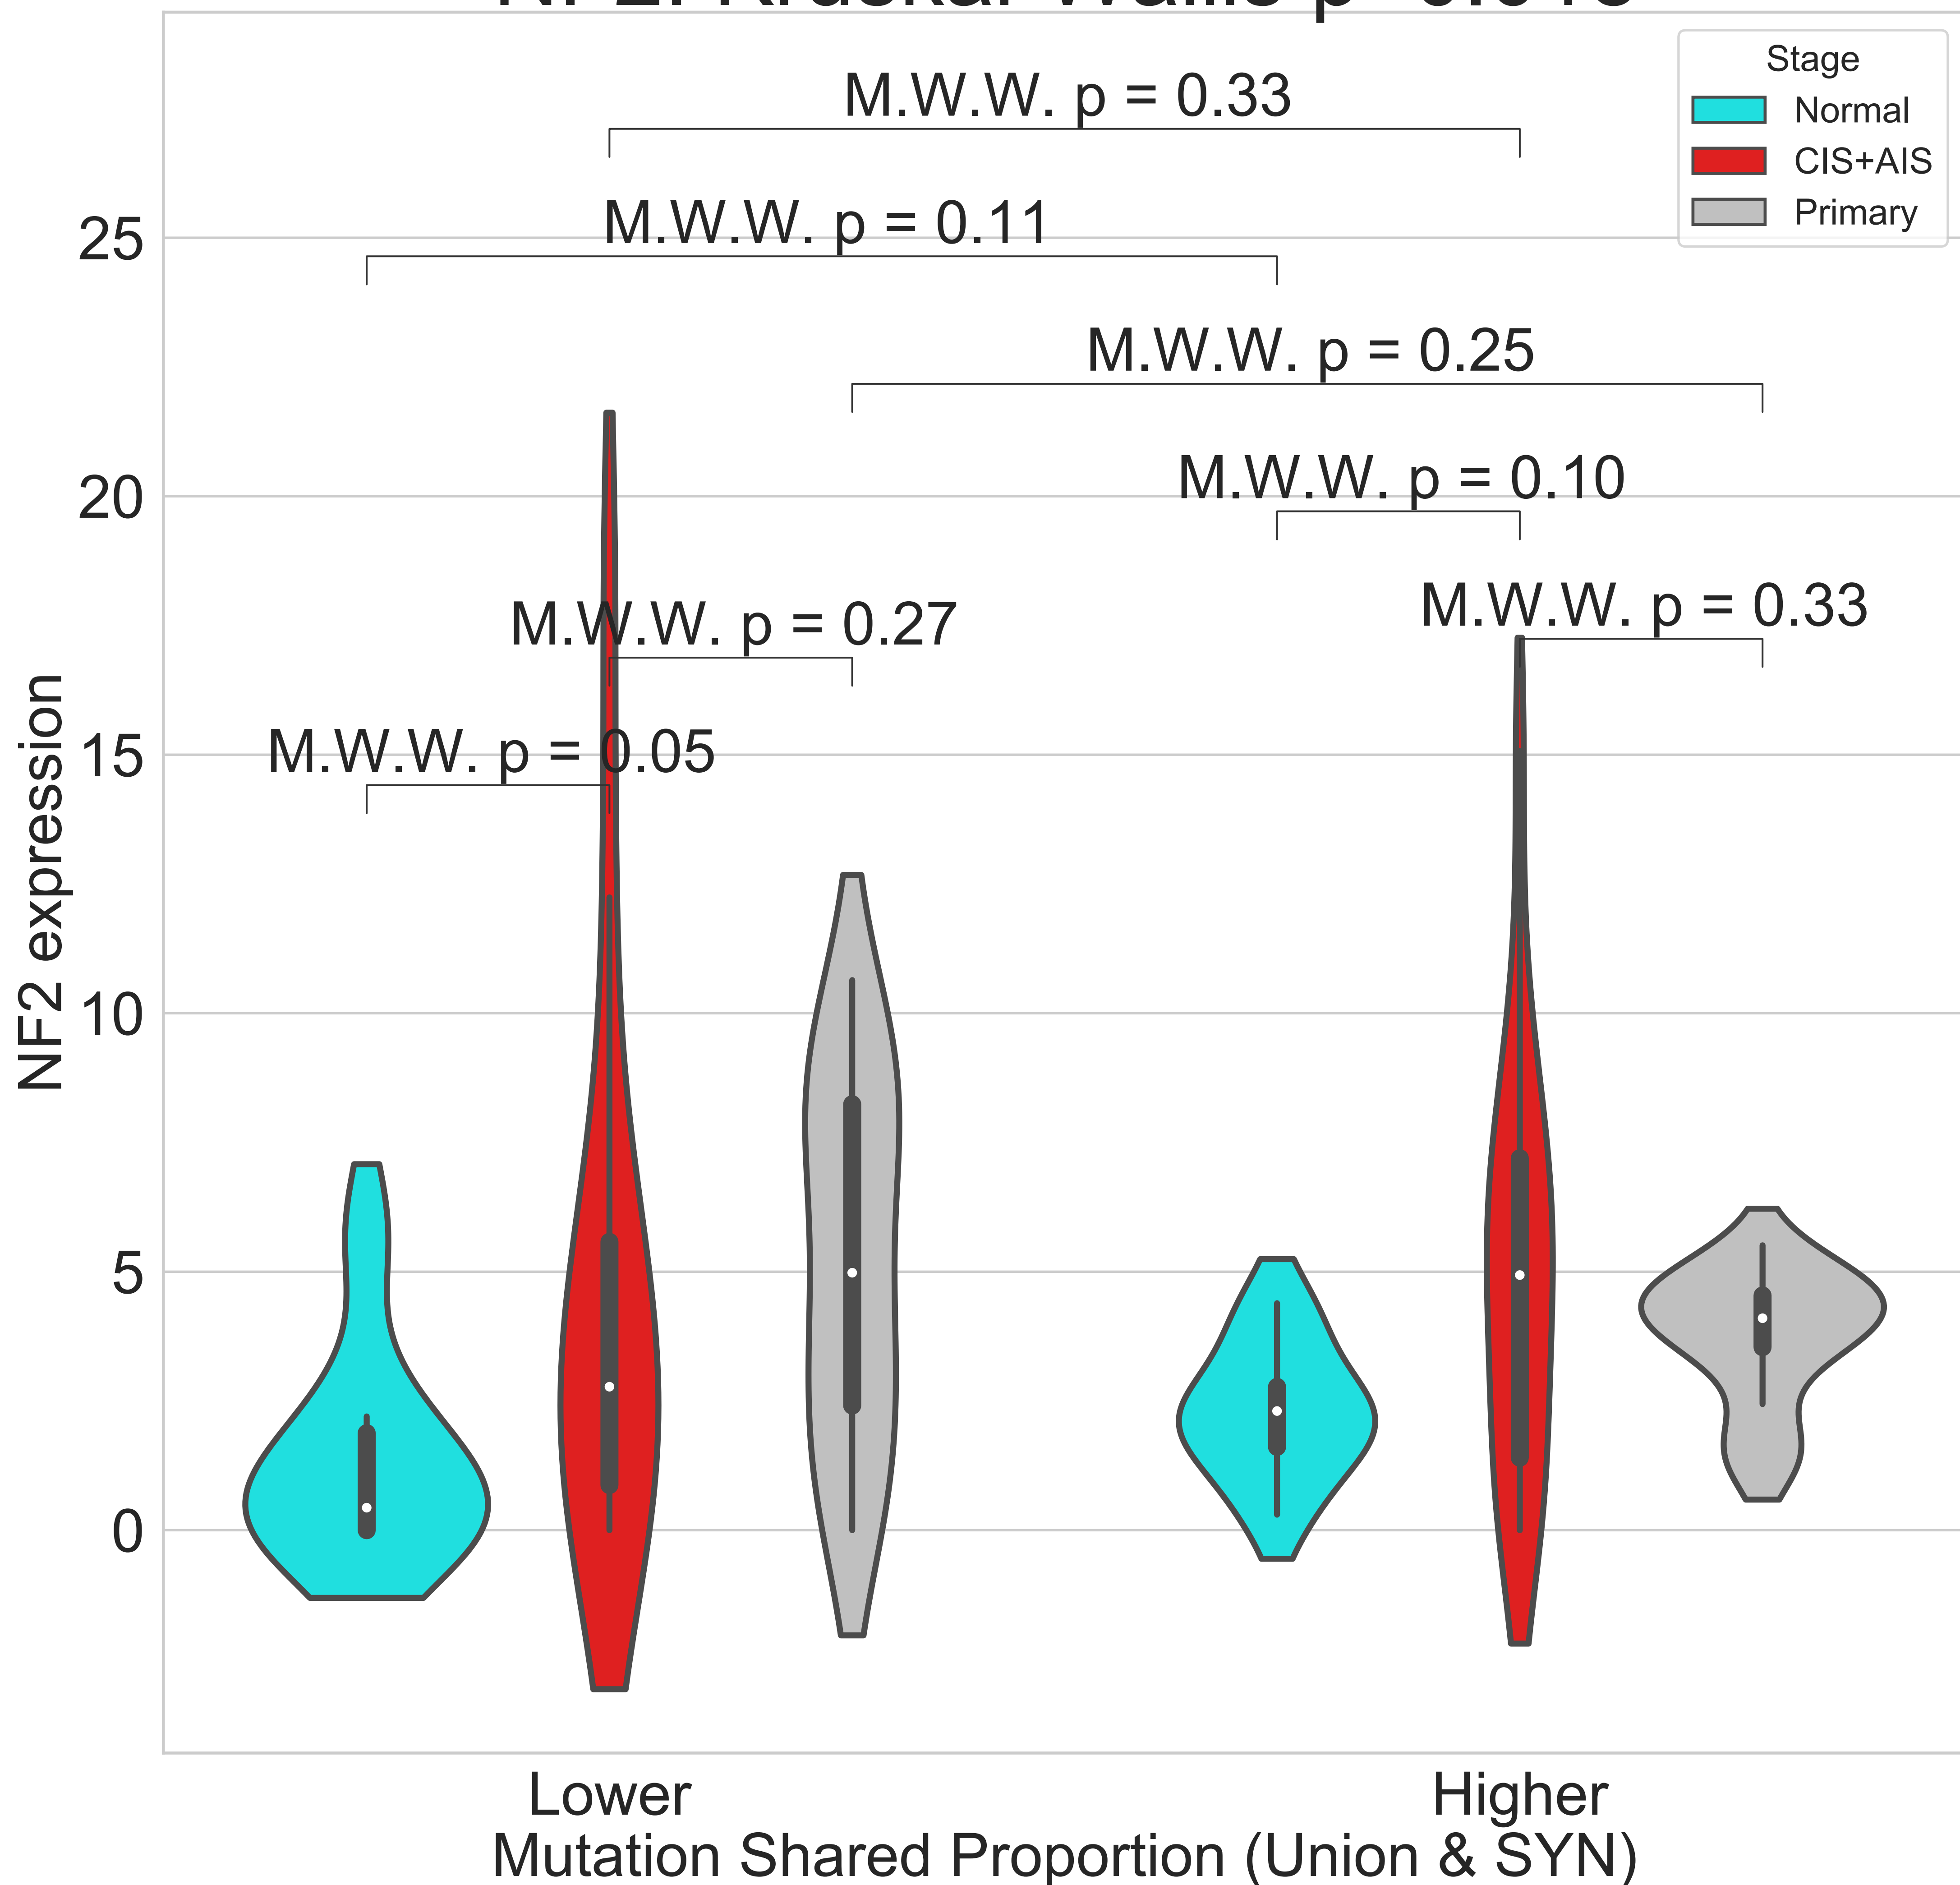 Stage
Normal
CIS+AIS
Primary
M.W.W. p = 0.33
M.W.W. p = 0.11
M.W.W. p = 0.25
M.W.W. p = 0.10
M.W.W. p = 0.33
M.W.W. p = 0.27
M.W.W. p = 0.05
NF2 expression
25
20
15
10
5
0
Lower
Higher
Mutation Shared Proportion (Union & SYN)